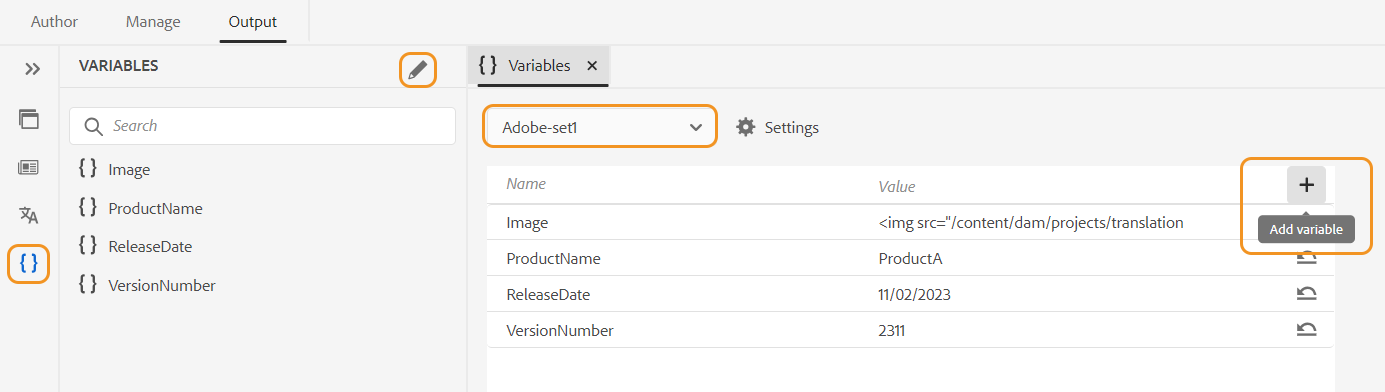 Author Manage Output
VARIABLES
Search
Image
ProductName
ReleaseDate
VersionNumber
Variables
Adobe-set1 Settings
Name Value
Add variable
Image <img src="/content/dam/projects/translation
ProductName ProductA
ReleaseDate 11/02/2023
VersionNumber 2311